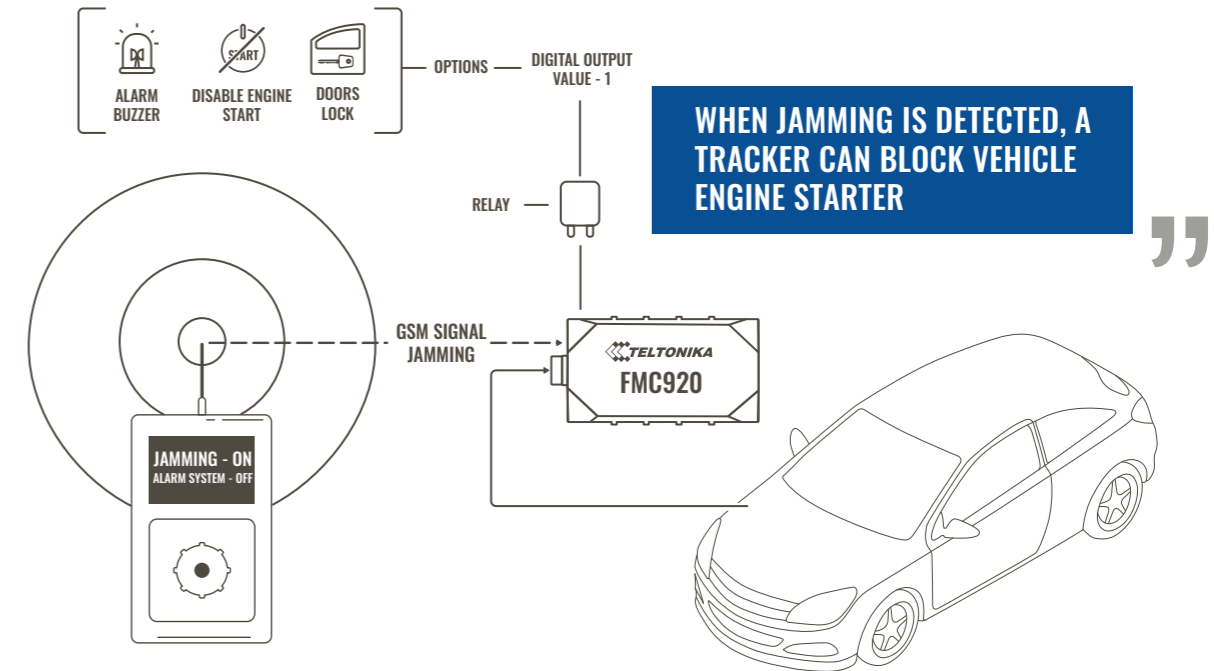 START
ALARM
BUZZER
DISABLE ENGINE
START
DOORS
LOCK
OPTIONS
DIGITAL OUTPUT
VALUE - 1
WHEN JAMMING IS DETECTED, A
TRACKER CAN BLOCK VEHICLE
ENGINE STARTER
”
RELAY
GSM SIGNAL
JAMMING
TELTONIKA
FMC920
JAMMING - ON
ALARM SYSTEM - OFF